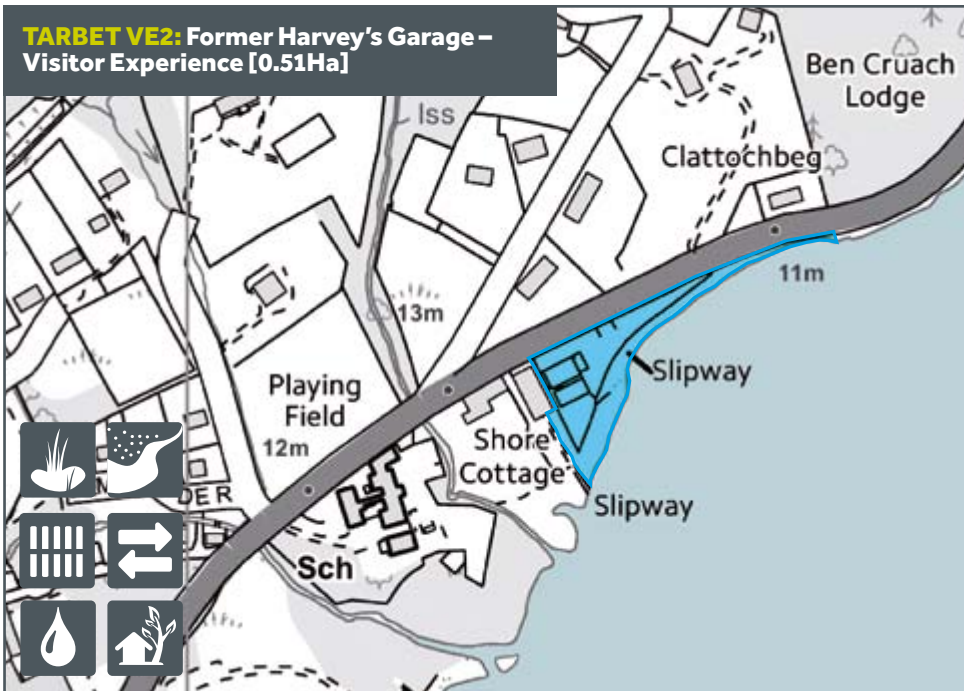 TARBET VE2: Former Harvey's Garage –
Visitor Experience [0.51Ha]
Ben Cruach
Lodge
Iss
Clattochbeg
11m
13m
Slipway
Playing
Field
12m
Shore
Cottage
DER
Slipway
Sch